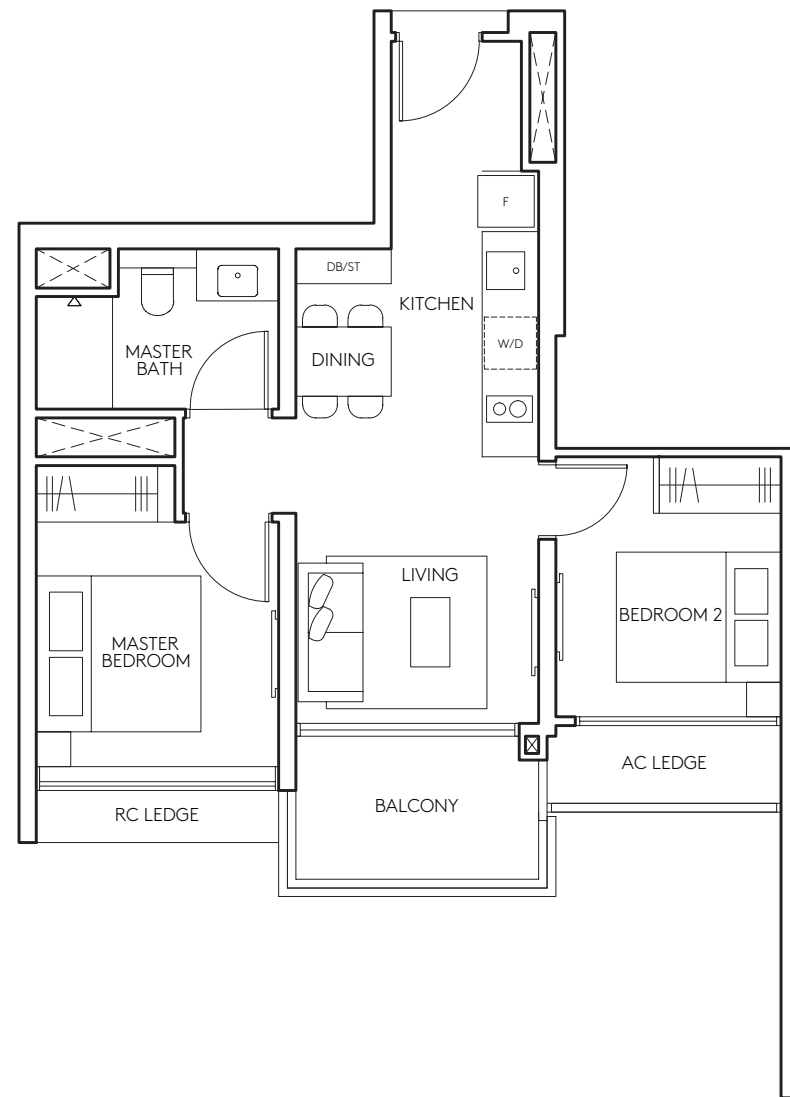 F
DB/ST
KITCHEN
W/D
DINING
MASTER
BATH
LIVING
BEDROOM 2
MASTER
BEDROOM
AC LEDGE
BALCONY
RC LEDGE